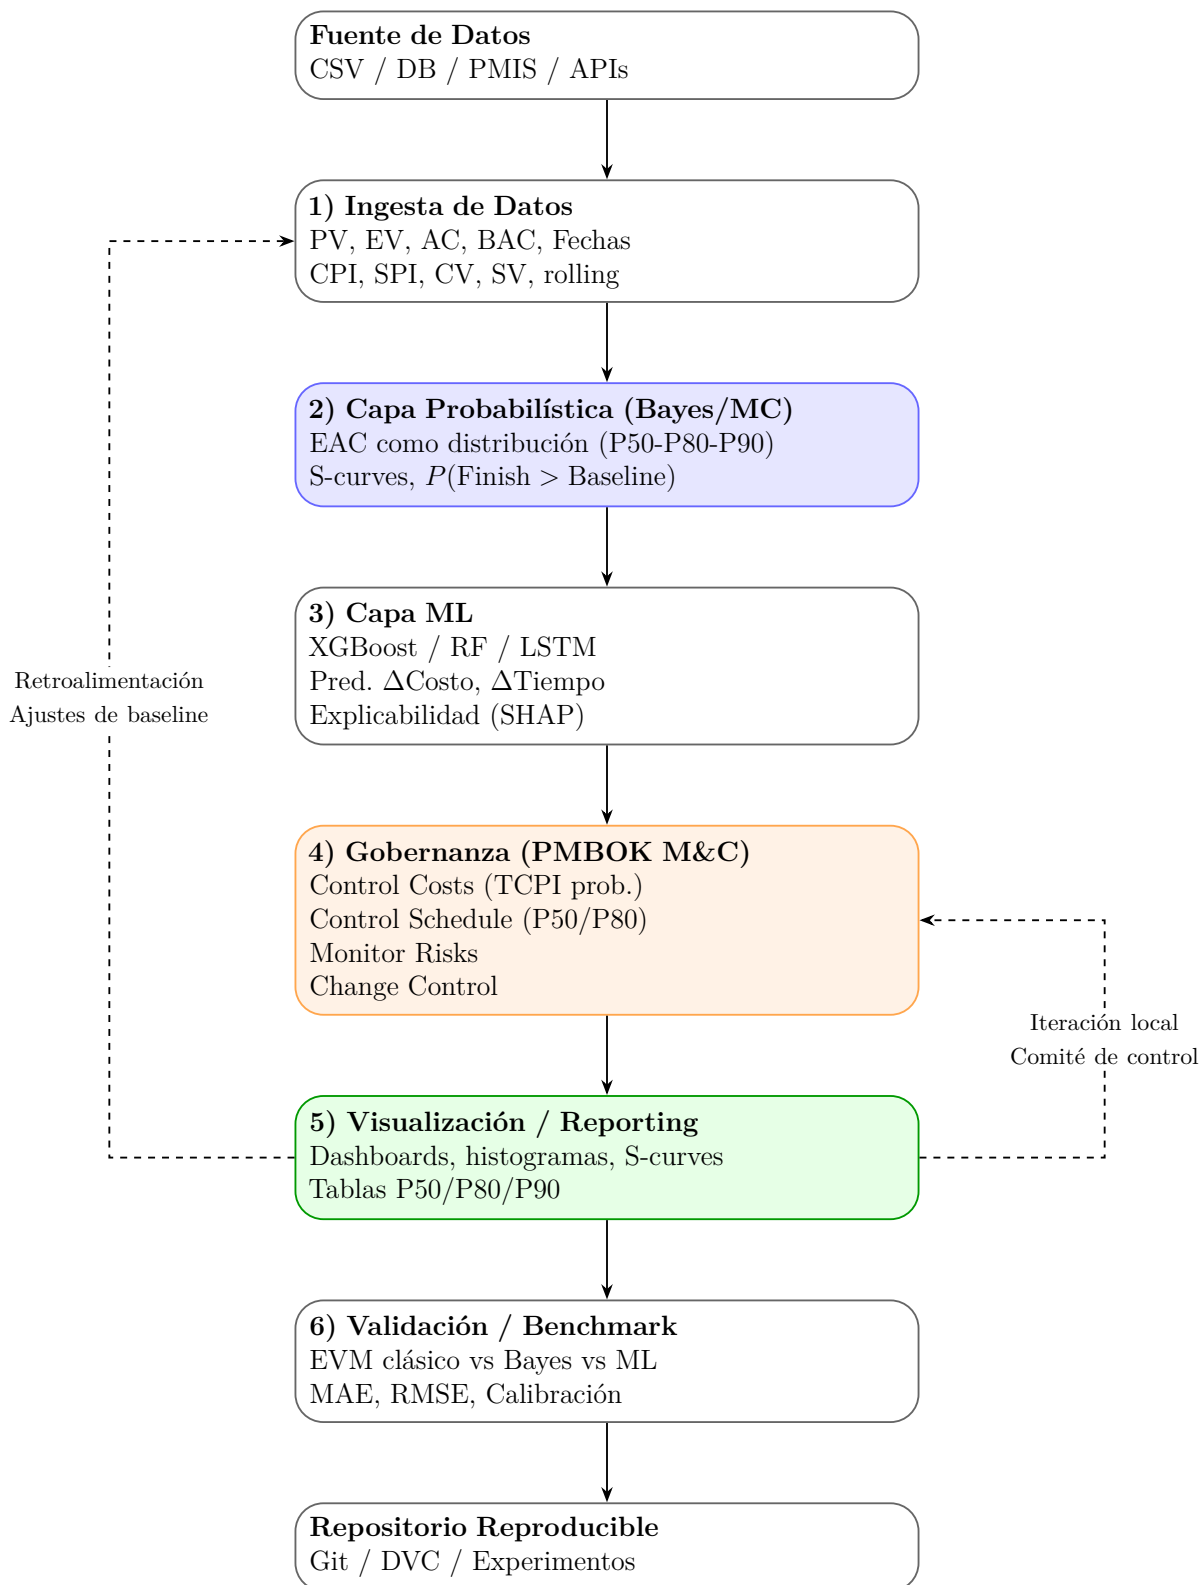 Fuente de Datos
CSV / DB / PMIS / APIs
1) Ingesta de Datos
PV, EV, AC, BAC, Fechas
CPI, SPI, CV, SV, rolling
2) Capa Probabilística (Bayes/MC)
EAC como distribución (P50-P80-P90)
S-curves, P(Finish > Baseline)
3) Capa ML
XGBoost / RF / LSTM
Pred. ΔCosto, ΔTiempo
Explicabilidad (SHAP)
Retroalimentación
Ajustes de baseline
4) Gobernanza (PMBOK M&C)
Control Costs (TCPI prob.)
Control Schedule (P50/P80)
Monitor Risks
Change Control
Iteración local
Comité de control
5) Visualización / Reporting
Dashboards, histogramas, S-curves
Tablas P50/P80/P90
6) Validación / Benchmark
EVM clásico vs Bayes vs ML
MAE, RMSE, Calibración
Repositorio Reproducible
Git / DVC / Experimentos